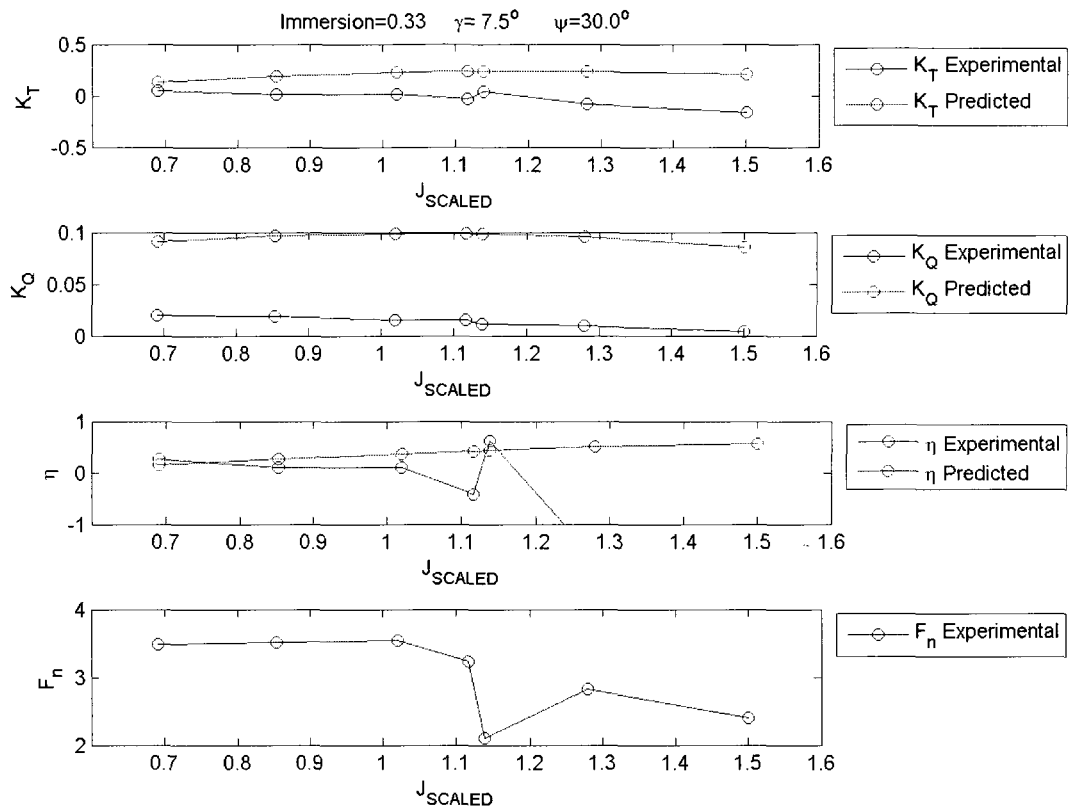 Immersion=0.33 γ= 7.5° ψ=30.0°
0.5
0
-0.5
K_T
0.7 0.8 0.9 1 1.1 1.2 1.3 1.4 1.5 1.6
J_SCALED
K_T Experimental
K_T Predicted
0.1
0.05
0
K_Q
0.7 0.8 0.9 1 1.1 1.2 1.3 1.4 1.5 1.6
J_SCALED
K_Q Experimental
K_Q Predicted
1
0
-1
η
0.7 0.8 0.9 1 1.1 1.2 1.3 1.4 1.5 1.6
J_SCALED
η Experimental
η Predicted
4
3
2
F_n
0.7 0.8 0.9 1 1.1 1.2 1.3 1.4 1.5 1.6
J_SCALED
F_n Experimental